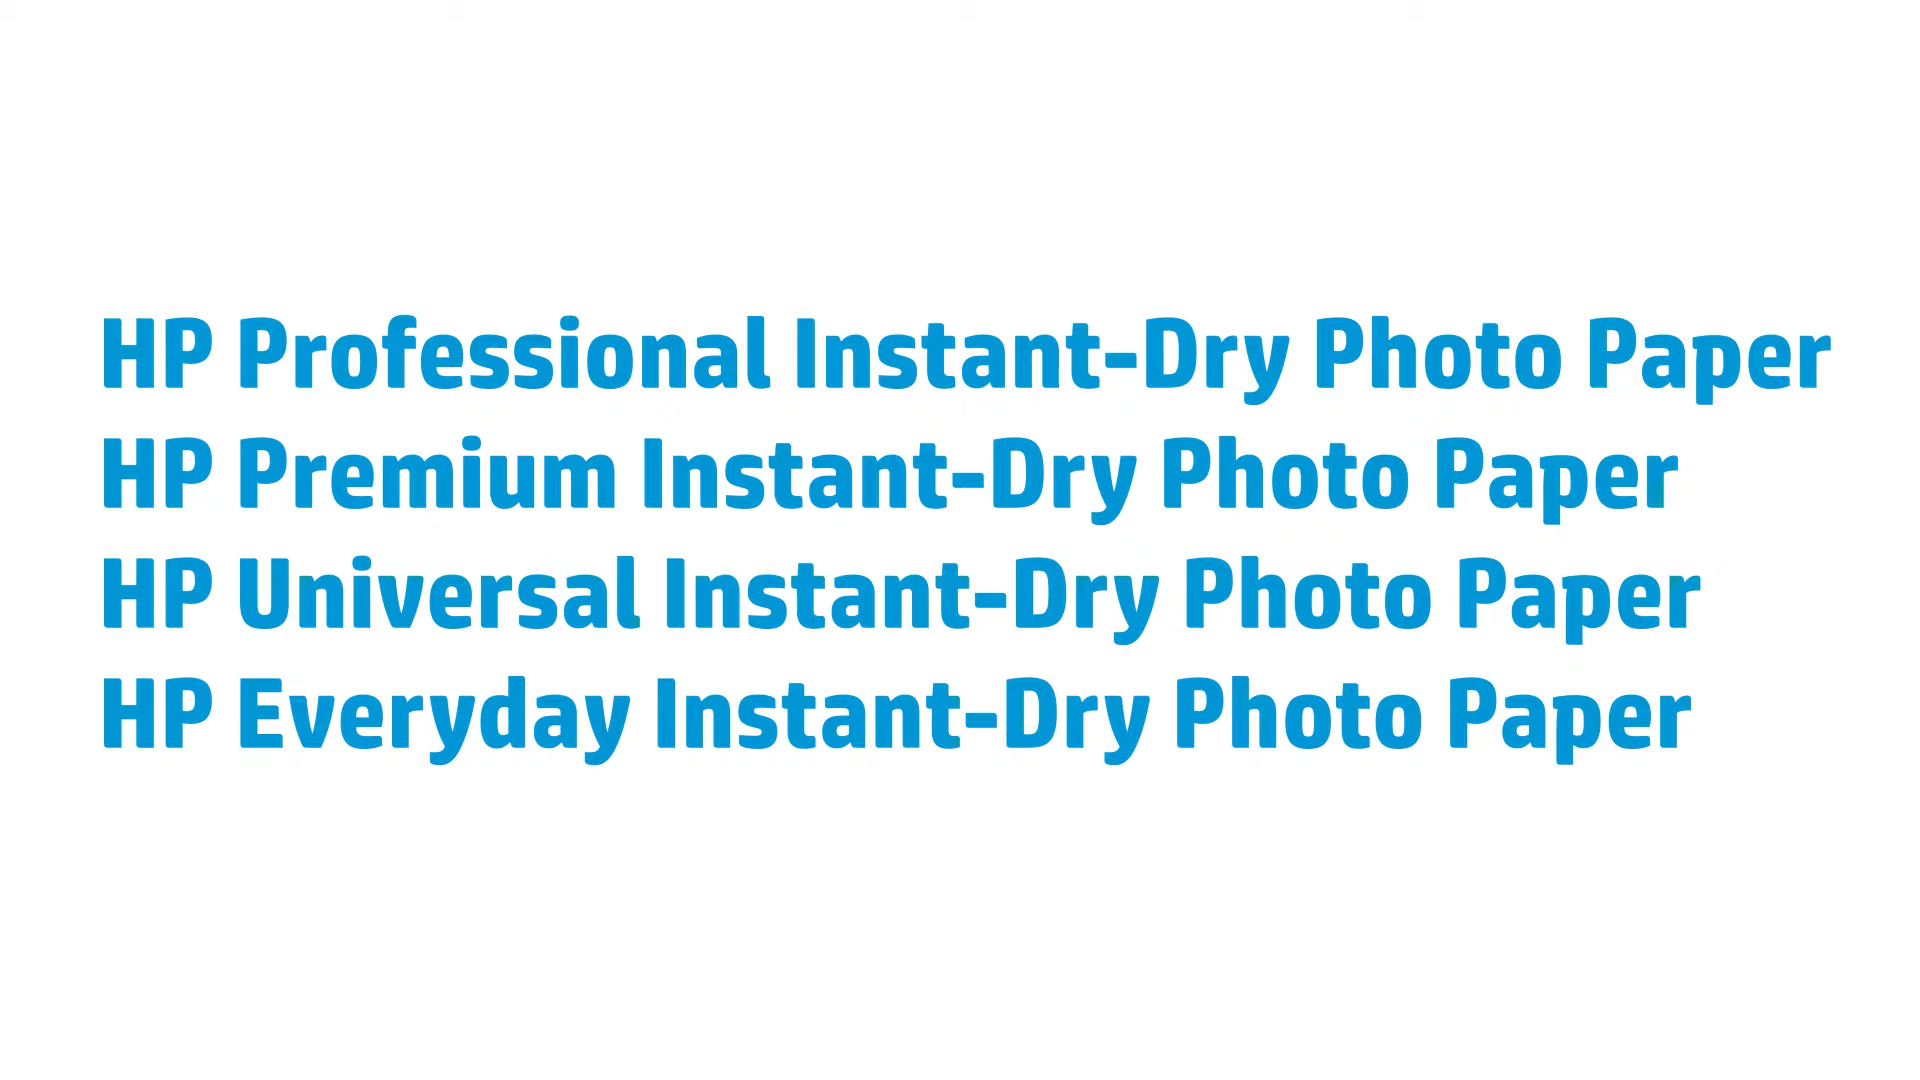 HP Professional Instant-Dry Photo Paper
HP Premium Instant-Dry Photo Paper
HP Universal Instant-Dry Photo Paper
HP Everyday Instant-Dry Photo Paper